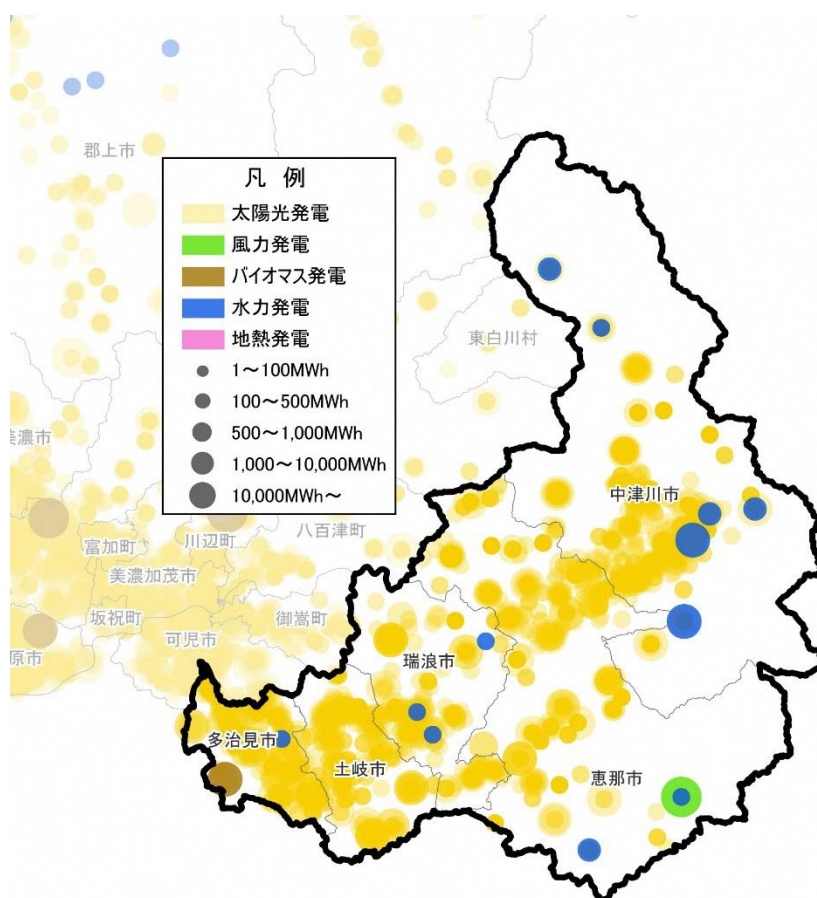 郡上市
凡 例
太陽光発電
風力発電
バイオマス発電
水力発電
地熱発電
1～100MWh
100～500MWh
500～1,000MWh
1,000～10,000MWh
10,000MWh～
東白川村
美濃市
中津川市
八百津町
富加町
川辺町
美濃加茂市
坂祝町
御嵩町
可児市
原市
瑞浪市
多治見市
土岐市
恵那市